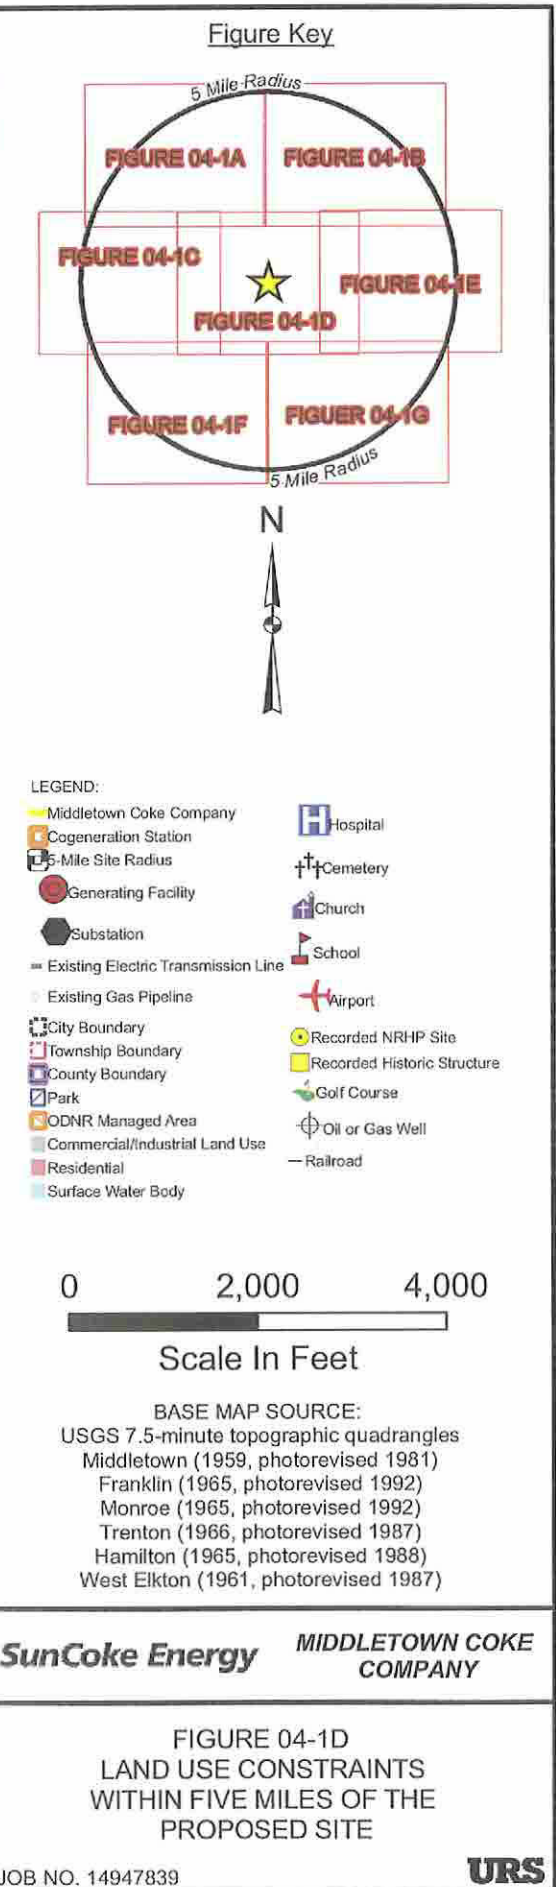 Figure Key
5 Mile Radius
FIGURE 04-1A
FIGURE 04-1B
FIGURE 04-1C
FIGURE 04-1E
FIGURE 04-1D
FIGURE 04-1F
FIGUER 04-1G
5 Mile Radius
N
LEGEND:
Middletown Coke Company
Cogeneration Station
5-Mile Site Radius
Generating Facility
Substation
Existing Electric Transmission Line
Existing Gas Pipeline
City Boundary
Township Boundary
County Boundary
Park
ODNR Managed Area
Commercial/Industrial Land Use
Residential
Surface Water Body
H
Hospital
Cemetery
Church
School
Airport
Recorded NRHP Site
Recorded Historic Structure
Golf Course
Oil or Gas Well
Railroad
0 2,000 4,000
Scale In Feet
BASE MAP SOURCE:
USGS 7.5-minute topographic quadrangles
Middletown (1959, photorevised 1981)
Franklin (1965, photorevised 1992)
Monroe (1965, photorevised 1992)
Trenton (1966, photorevised 1987)
Hamilton (1965, photorevised 1988)
West Elkton (1961, photorevised 1987)
SunCoke Energy
MIDDLETOWN COKE
COMPANY
FIGURE 04-1D
LAND USE CONSTRAINTS
WITHIN FIVE MILES OF THE
PROPOSED SITE
JOB NO. 14947839
URS